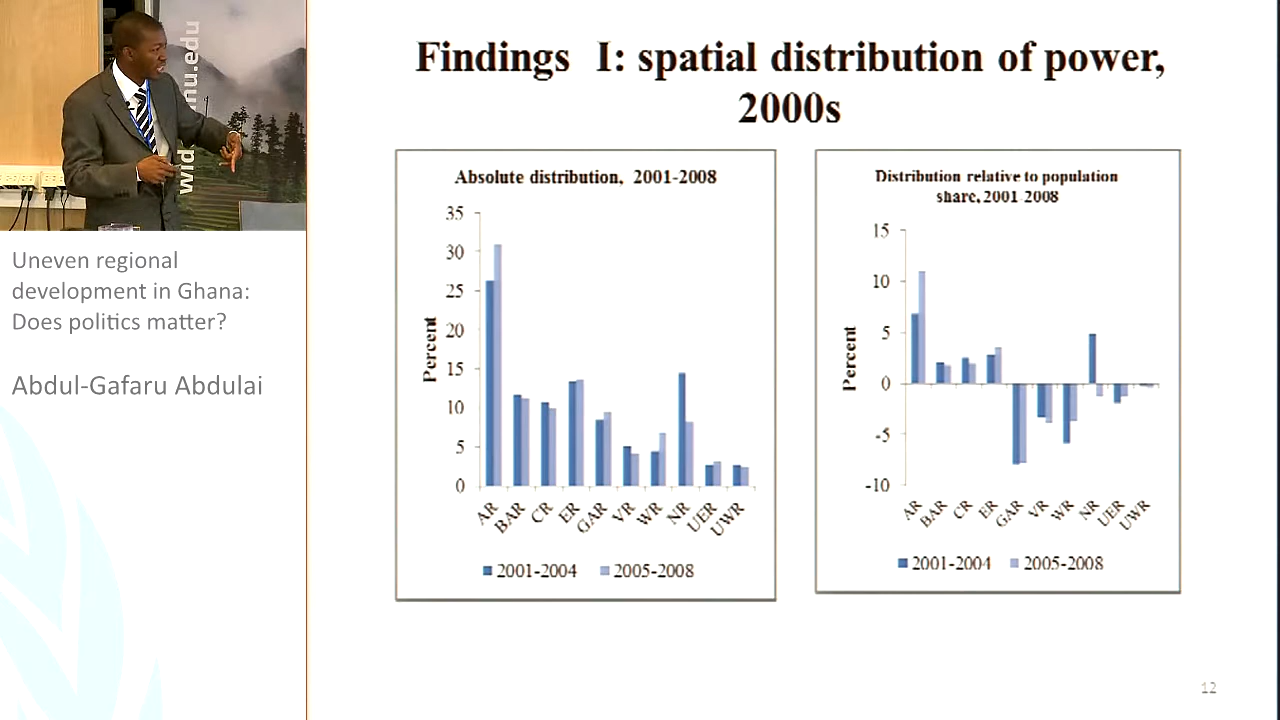 wid
nu.edu
Uneven regional
development in Ghana:
Does politics matter?
Abdul-Gafaru Abdulai
Findings I: spatial distribution of power,
2000s
Absolute distribution, 2001-2008
Percent
35
30
25
20
15
10
5
0
AR
BAR
CR
ER
GAR
VR
WR
NR
UER
UWR
2001-2004
2005-2008
Distribution relative to population
share, 2001-2008
Percent
15
10
5
0
-5
-10
AR
BAR
CR
ER
GAR
VR
WR
NR
UER
UWR
2001-2004
2005-2008
12